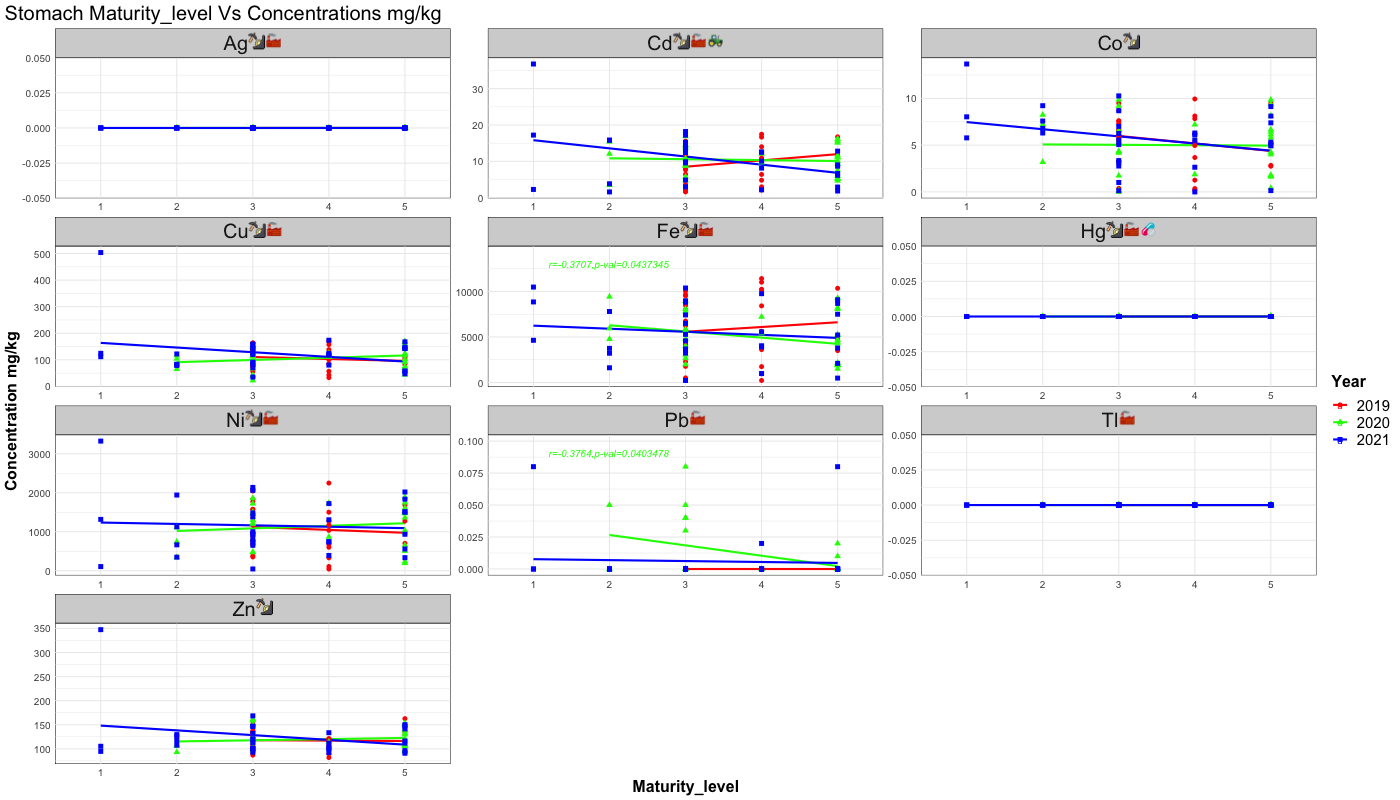 Stomach Maturity_level Vs Concentrations mg/kg
Ag
Cd
Co
0.050
0.025
0.000
-0.025
-0.050
1 2 3 4 5
30
20
10
0
1 2 3 4 5
10
5
0
1 2 3 4 5
Cu
Fe
Hg
500
400
300
200
100
0
1 2 3 4 5
r=-0.3707,p-val=0.0437345
10000
5000
0
1 2 3 4 5
0.050
0.025
0.000
-0.025
-0.050
1 2 3 4 5
Ni
Pb
Tl
3000
2000
1000
0
1 2 3 4 5
r=-0.3764,p-val=0.0403478
0.100
0.075
0.050
0.025
0.000
1 2 3 4 5
0.050
0.025
0.000
-0.025
-0.050
1 2 3 4 5
Zn
350
300
250
200
150
100
1 2 3 4 5
Concentration mg/kg
Maturity_level
Year
2019
2020
2021